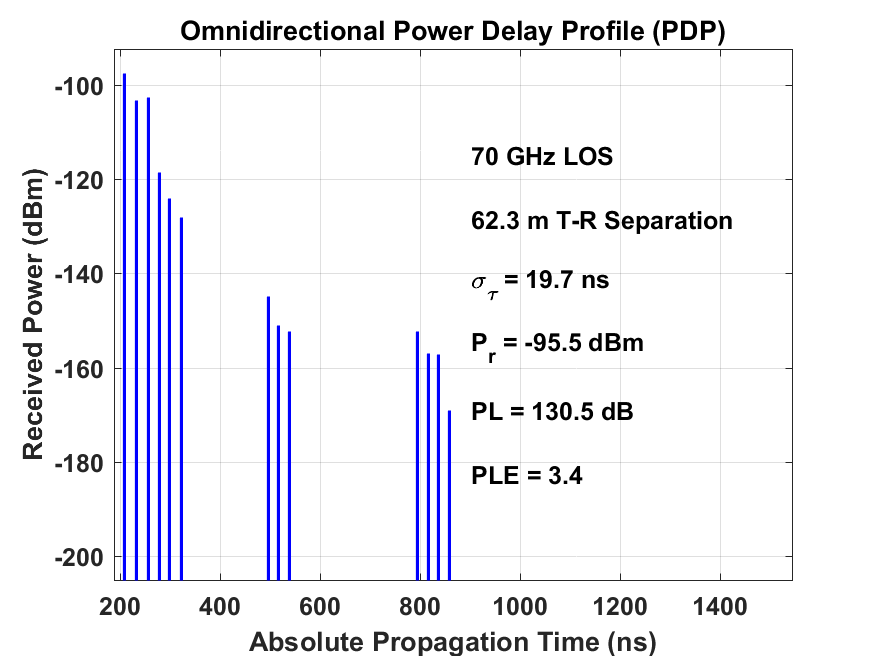 Omnidirectional Power Delay Profile (PDP)
Received Power (dBm)
-100
-120
-140
-160
-180
-200
70 GHz LOS
62.3 m T-R Separation
σ_τ = 19.7 ns
P_r = -95.5 dBm
PL = 130.5 dB
PLE = 3.4
200 400 600 800 1000 1200 1400
Absolute Propagation Time (ns)